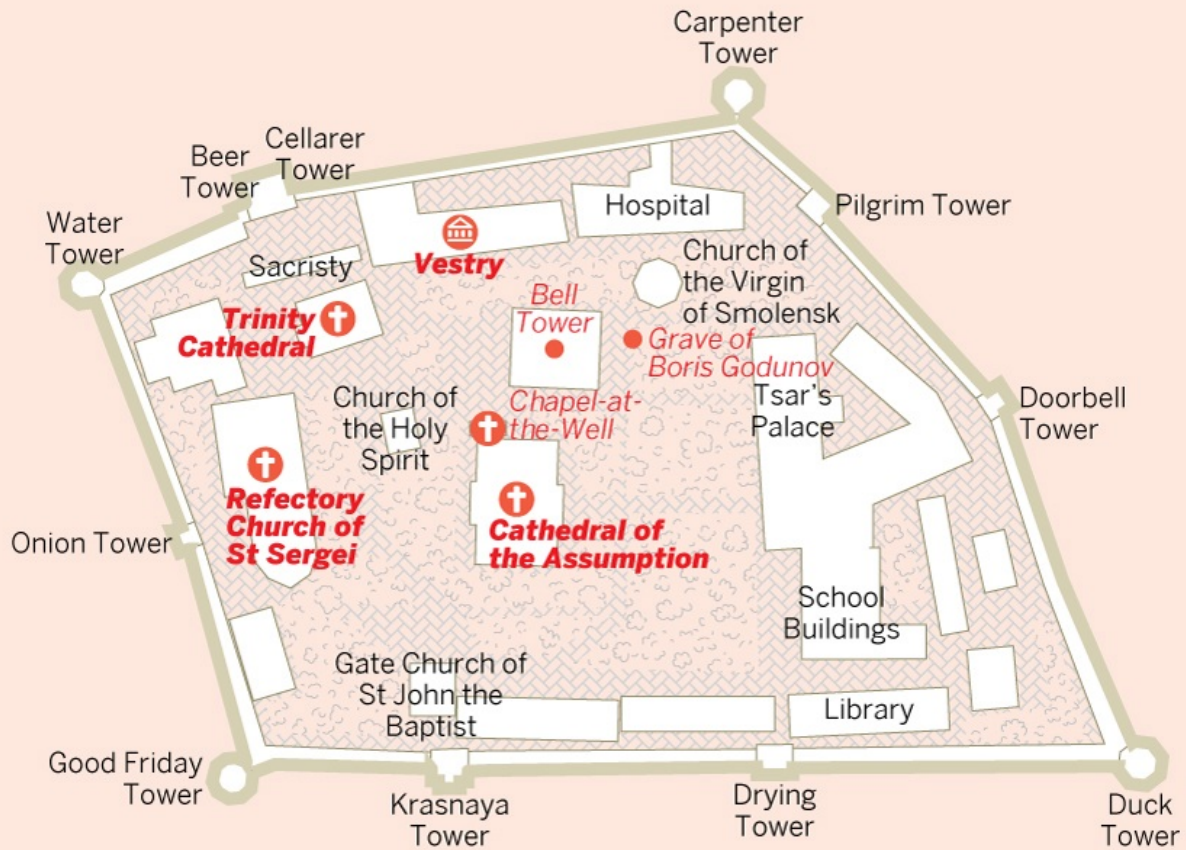 Carpenter
Tower
Cellarer
Tower
Beer
Tower
Water
Tower
Hospital
Pilgrim Tower
Sacristy
Vestry
Church of
the Virgin
of Smolensk
Bell
Tower
Trinity
Cathedral
Grave of
Boris Godunov
Tsar's
Palace
Doorbell
Tower
Church of
the Holy
Spirit
Chapel-at-
the-Well
Refectory
Church of
St Sergei
Cathedral of
the Assumption
Onion Tower
School
Buildings
Gate Church of
St John the
Baptist
Library
Good Friday
Tower
Krasnaya
Tower
Drying
Tower
Duck
Tower